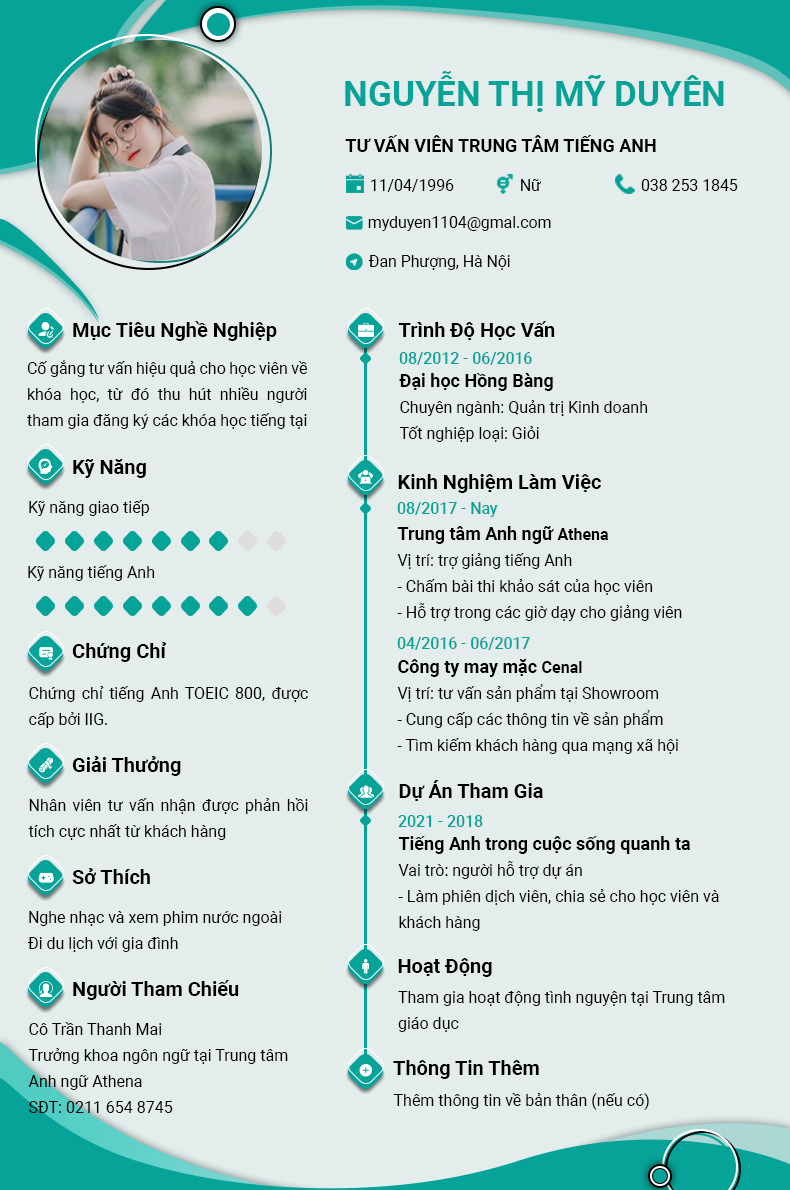 NGUYỄN THỊ MỸ DUYÊN
TƯ VẤN VIÊN TRUNG TÂM TIẾNG ANH
11/04/1996 Nữ 038 253 1845
myduyen1104@gmal.com
Đan Phượng, Hà Nội
Mục Tiêu Nghề Nghiệp
Cố gắng tư vấn hiệu quả cho học viên về
khóa học, từ đó thu hút nhiều người
tham gia đăng ký các khóa học tiếng tại
Kỹ Năng
Kỹ năng giao tiếp
Kỹ năng tiếng Anh
Chứng Chỉ
Chứng chỉ tiếng Anh TOEIC 800, được
cấp bởi IIG.
Giải Thưởng
Nhân viên tư vấn nhận được phản hồi
tích cực nhất từ khách hàng
Sở Thích
Nghe nhạc và xem phim nước ngoài
Đi du lịch với gia đình
Người Tham Chiếu
Cô Trần Thanh Mai
Trưởng khoa ngôn ngữ tại Trung tâm
Anh ngữ Athena
SĐT: 0211 654 8745
Trình Độ Học Vấn
08/2012 - 06/2016
Đại học Hồng Bàng
Chuyên ngành: Quản trị Kinh doanh
Tốt nghiệp loại: Giỏi
Kinh Nghiệm Làm Việc
08/2017 - Nay
Trung tâm Anh ngữ Athena
Vị trí: trợ giảng tiếng Anh
- Chấm bài thi khảo sát của học viên
- Hỗ trợ trong các giờ dạy cho giảng viên
04/2016 - 06/2017
Công ty may mặc Cenal
Vị trí: tư vấn sản phẩm tại Showroom
- Cung cấp các thông tin về sản phẩm
- Tìm kiếm khách hàng qua mạng xã hội
Dự Án Tham Gia
2021 - 2018
Tiếng Anh trong cuộc sống quanh ta
Vai trò: người hỗ trợ dự án
- Làm phiên dịch viên, chia sẻ cho học viên và
khách hàng
Hoạt Động
Tham gia hoạt động tình nguyện tại Trung tâm
giáo dục
Thông Tin Thêm
Thêm thông tin về bản thân (nếu có)